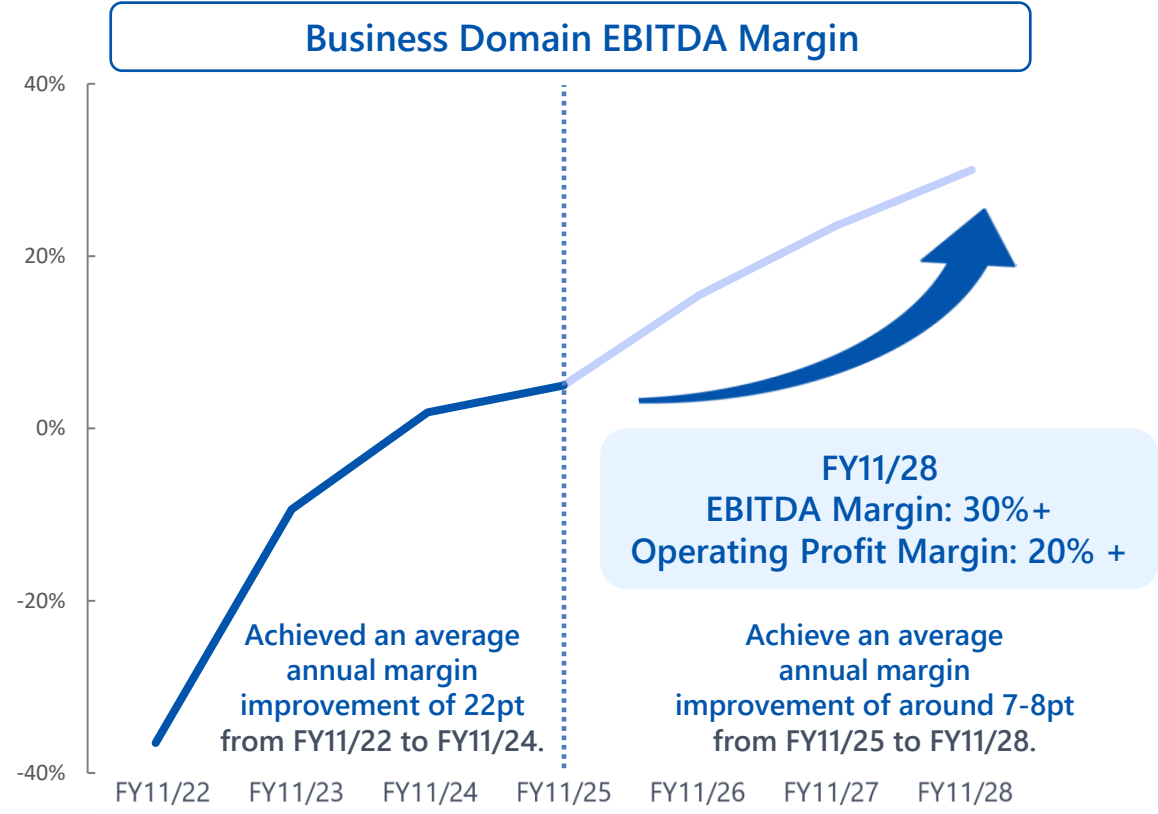 Business Domain EBITDA Margin
40%
20%
0%
-20%
-40%
FY11/28
EBITDA Margin: 30%+
Operating Profit Margin: 20% +
Achieved an average
annual margin
improvement of 22pt
from FY11/22 to FY11/24.
Achieve an average
annual margin
improvement of around 7-8pt
from FY11/25 to FY11/28.
FY11/22 FY11/23 FY11/24 FY11/25 FY11/26 FY11/27 FY11/28